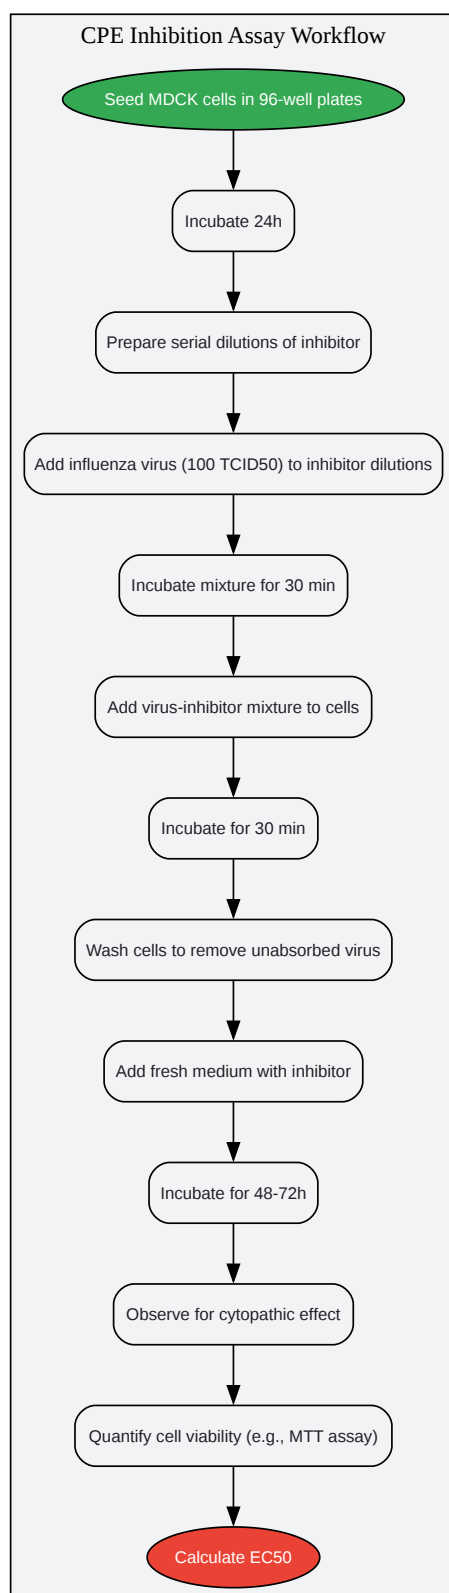 CPE Inhibition Assay Workflow
Seed MDCK cells in 96-well plates
Incubate 24h
Prepare serial dilutions of inhibitor
Add influenza virus (100 TCID50) to inhibitor dilutions
Incubate mixture for 30 min
Add virus-inhibitor mixture to cells
Incubate for 30 min
Wash cells to remove unabsorbed virus
Add fresh medium with inhibitor
Incubate for 48-72h
Observe for cytopathic effect
Quantify cell viability (e.g., MTT assay)
Calculate EC50